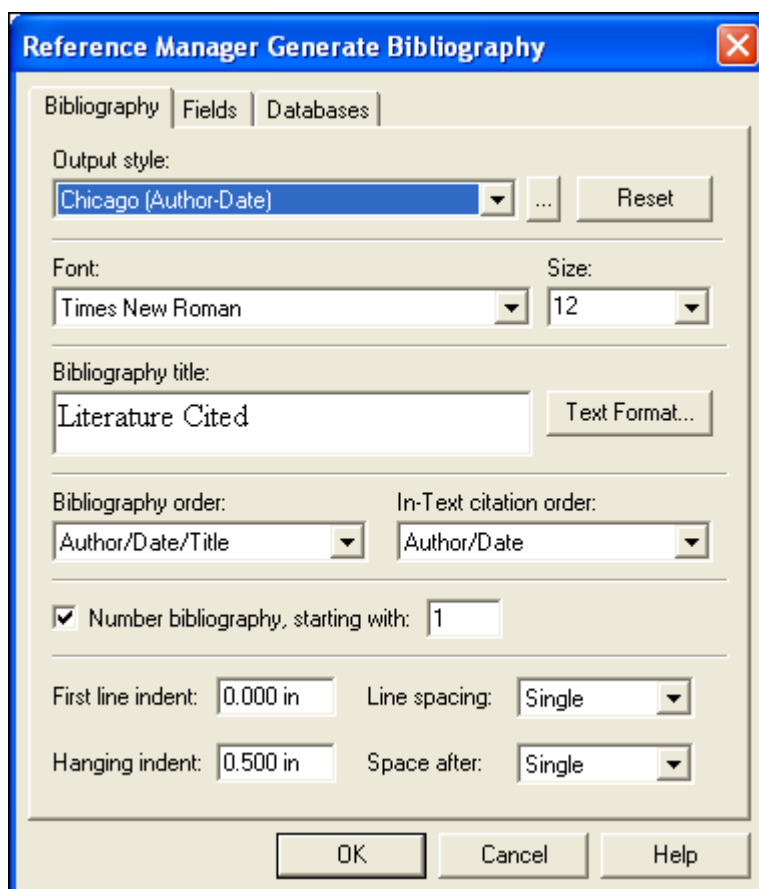 Reference Manager Generate Bibliography
Bibliography Fields Databases
Output style:
Chicago (Author-Date) ... Reset
Font: Size:
Times New Roman 12
Bibliography title:
Literature Cited Text Format...
Bibliography order: In-Text citation order:
Author/Date/Title Author/Date
Number bibliography, starting with: 1
First line indent: 0.000 in Line spacing: Single
Hanging indent: 0.500 in Space after: Single
OK Cancel Help